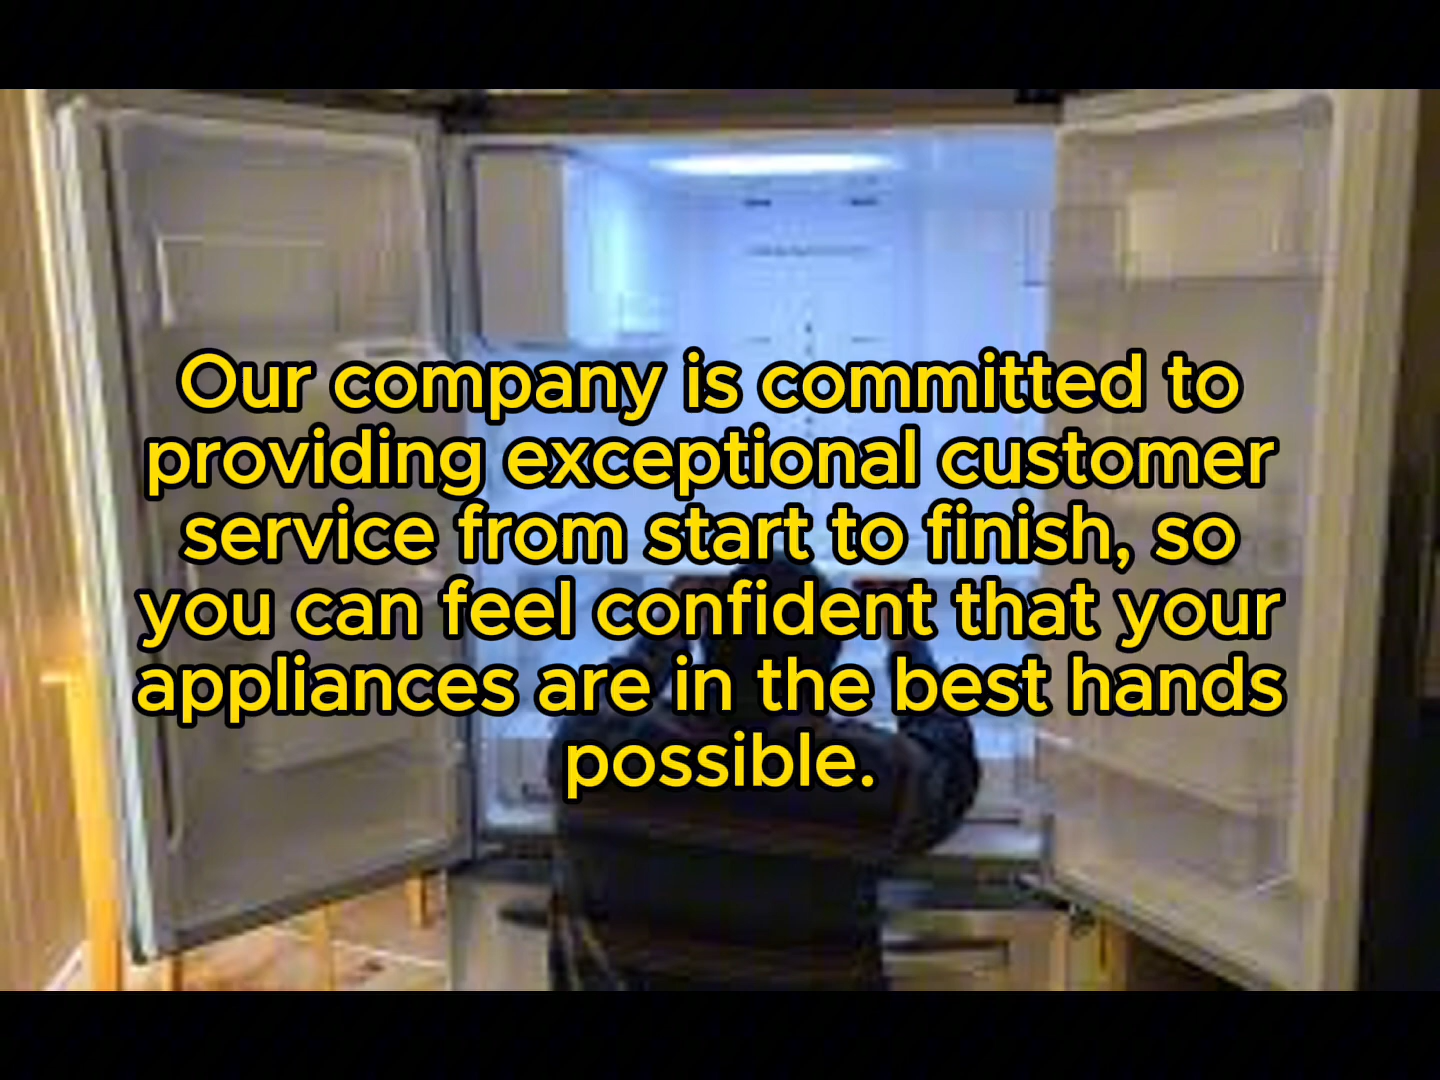 Our company is committed to
providing exceptional customer
service from start to finish, so
you can feel confident that your
appliances are in the best hands
possible.